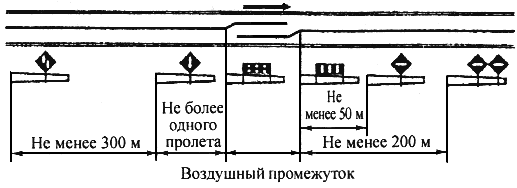 Не более
одного
пролета
Не
менее 50 м
Не менее 300 м
Не менее 200 м
Воздушный промежуток